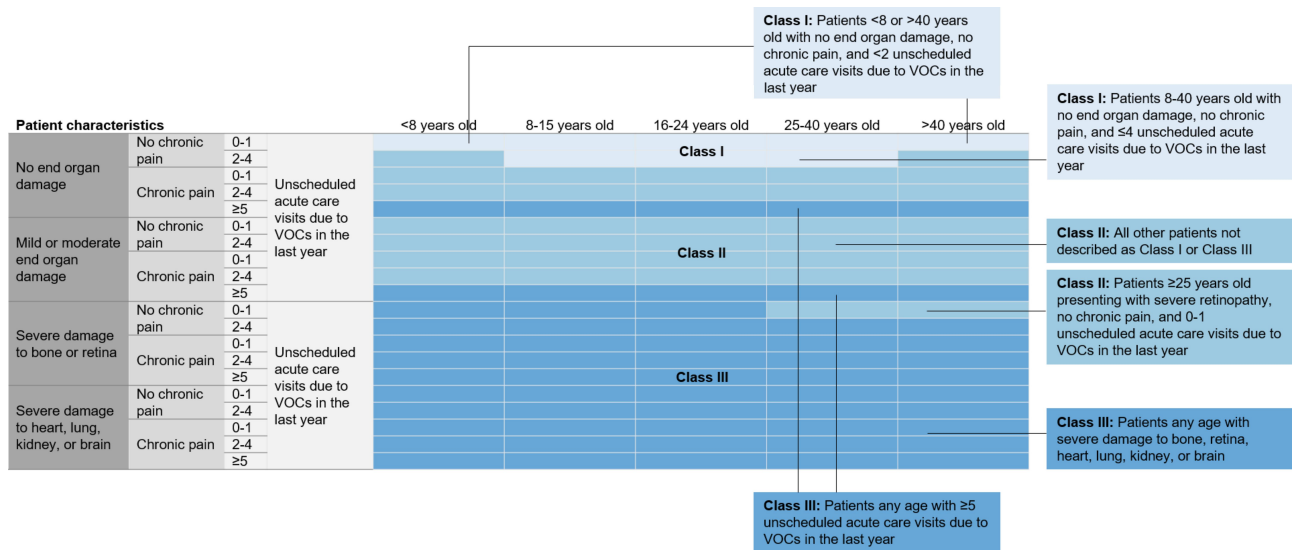 Class I: Patients <8 or >40 years
old with no end organ damage, no
chronic pain, and <2 unscheduled
acute care visits due to VOCs in the
last year
Class I: Patients 8-40 years old with
no end organ damage, no chronic
pain, and ≤4 unscheduled acute
care visits due to VOCs in the last
year
Patient characteristics
<8 years old
8-15 years old
16-24 years old
25-40 years old
>40 years old
No end organ
damage
No chronic
pain
0-1
2-4
Chronic pain
0-1
2-4
≥5
Unscheduled
acute care
visits due to
VOCs in the
last year
Class I
Mild or moderate
end organ
damage
No chronic
pain
0-1
2-4
Chronic pain
0-1
2-4
≥5
Class II
Class II: All other patients not
described as Class I or Class III
Class II: Patients ≥25 years old
presenting with severe retinopathy,
no chronic pain, and 0-1
unscheduled acute care visits due to
VOCs in the last year
Severe damage
to bone or retina
No chronic
pain
0-1
2-4
Chronic pain
0-1
2-4
≥5
Unscheduled
acute care
visits due to
VOCs in the
last year
Class III
Severe damage
to heart, lung,
kidney, or brain
No chronic
pain
0-1
2-4
Chronic pain
0-1
2-4
≥5
Class III: Patients any age with
severe damage to bone, retina,
heart, lung, kidney, or brain
Class III: Patients any age with ≥5
unscheduled acute care visits due to
VOCs in the last year